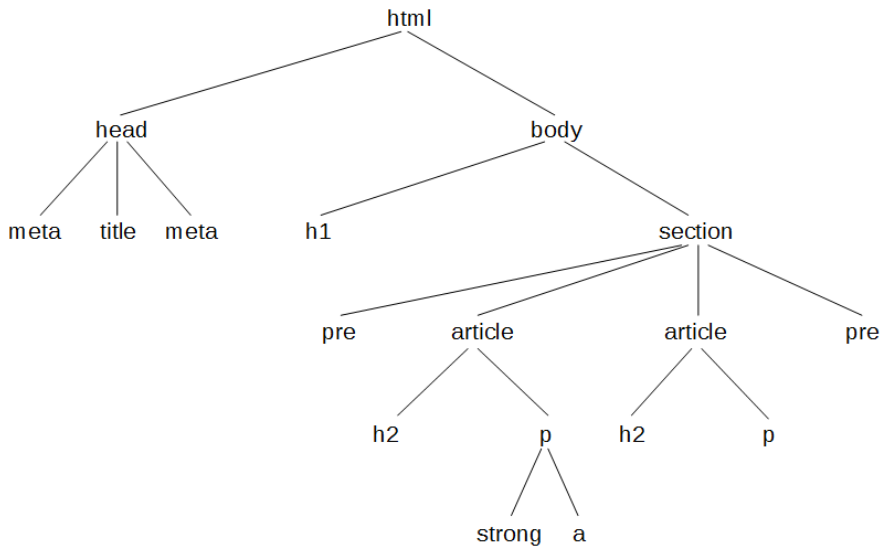 html
head body
meta title meta h1 section
pre article article pre
h2 p h2 p
strong a